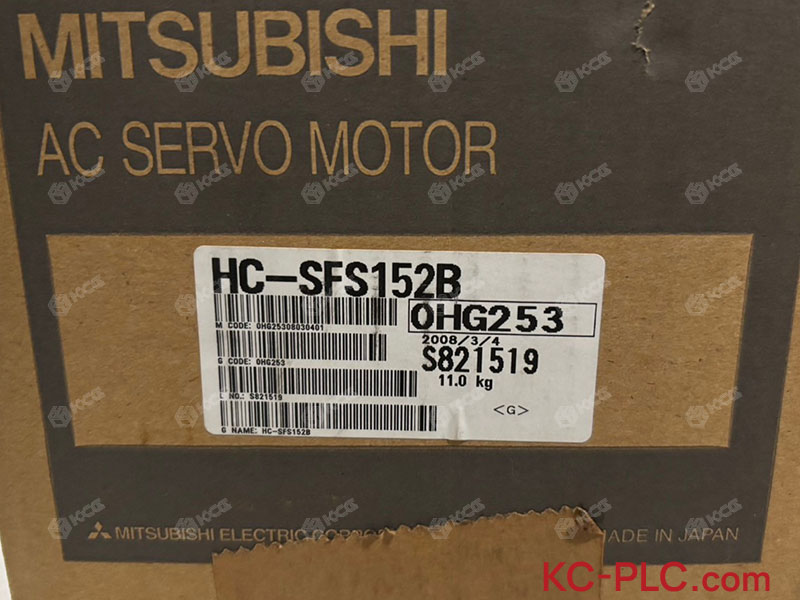 MITSUBISHI
AC SERVO MOTOR
HC-SFS152B
0HG253
M CODE: 0HG25308030401
2008/3/4
S821519
G CODE: 0HG253
11.0 kg
G NO.: S821519
<G>
G NAME: HC-SFS152B
MITSUBISHI ELECTRIC
MADE IN JAPAN
KC-PLC.com